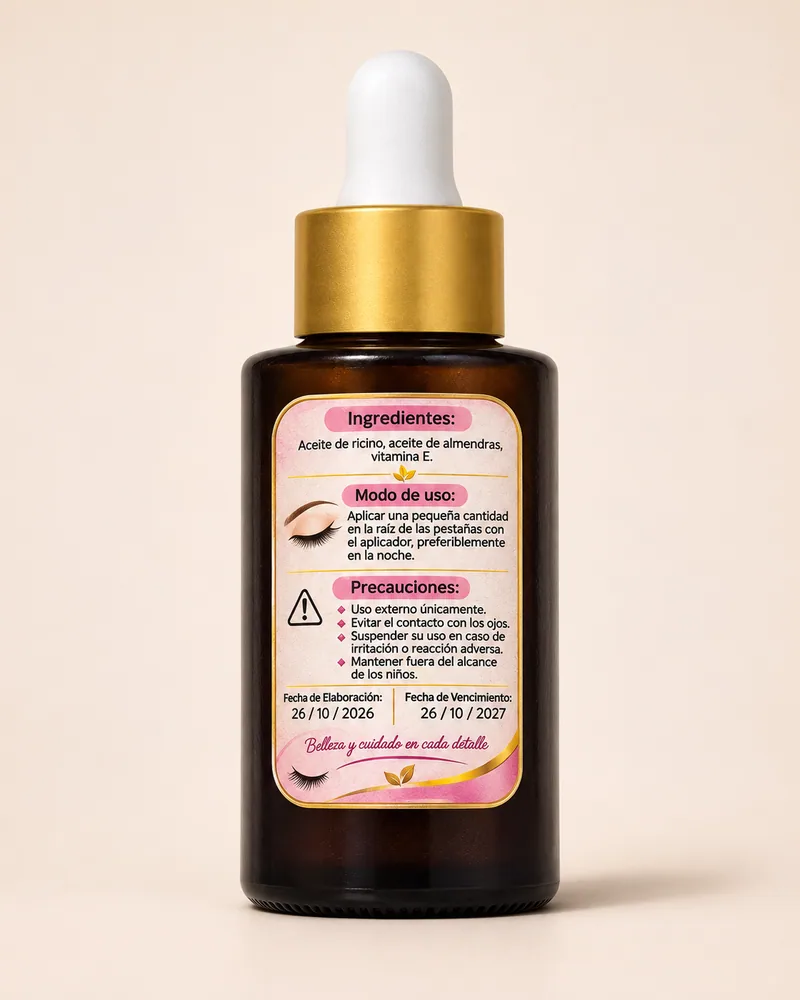 Ingredientes:
Aceite de ricino, aceite de almendras,
vitamina E.
Modo de uso:
Aplicar una pequeña cantidad
en la raíz de las pestañas con
el aplicador, preferiblemente
en la noche.
Precauciones:
Uso externo únicamente.
Evitar el contacto con los ojos.
Suspender su uso en caso de
irritación o reacción adversa.
Mantener fuera del alcance
de los niños.
Fecha de Elaboración:
26 / 10 / 2026
Fecha de Vencimiento:
26 / 10 / 2027
Belleza y cuidado en cada detalle